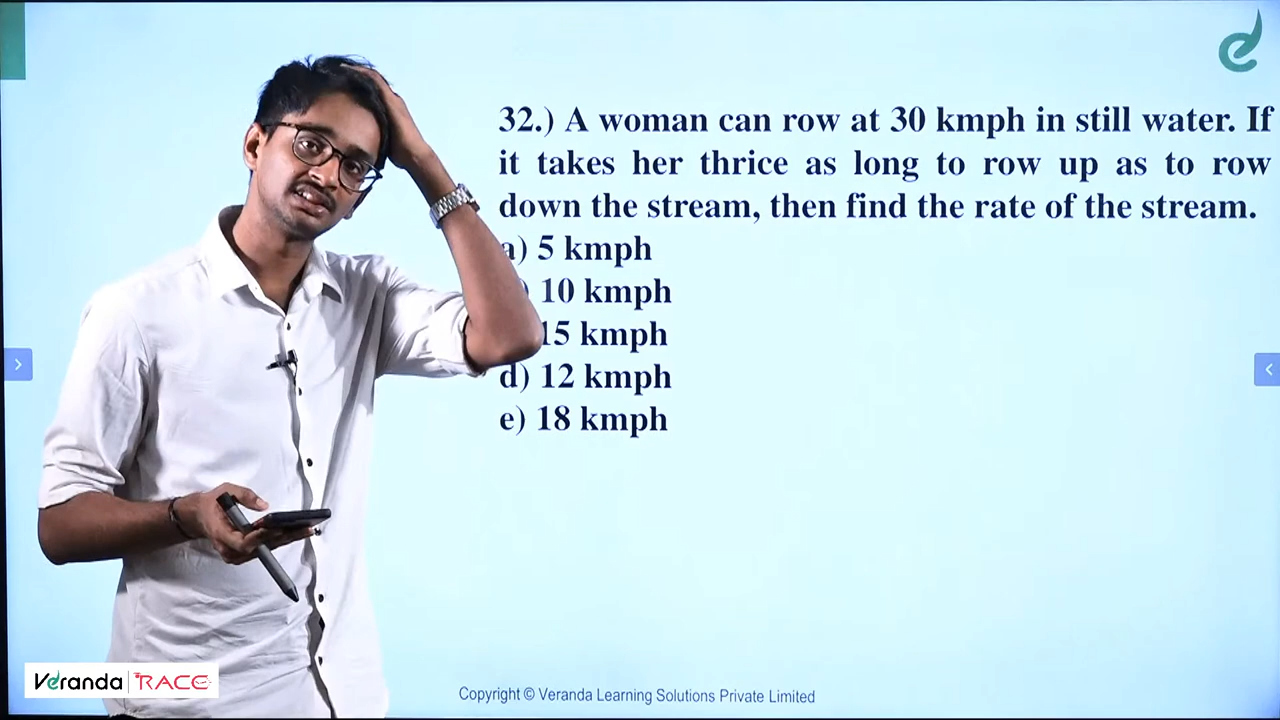 32.) A woman can row at 30 kmph in still water. If
it takes her thrice as long to row up as to row
down the stream, then find the rate of the stream.
a) 5 kmph
) 10 kmph
15 kmph
d) 12 kmph
e) 18 kmph
Veranda RACE
Copyright © Veranda Learning Solutions Private Limited